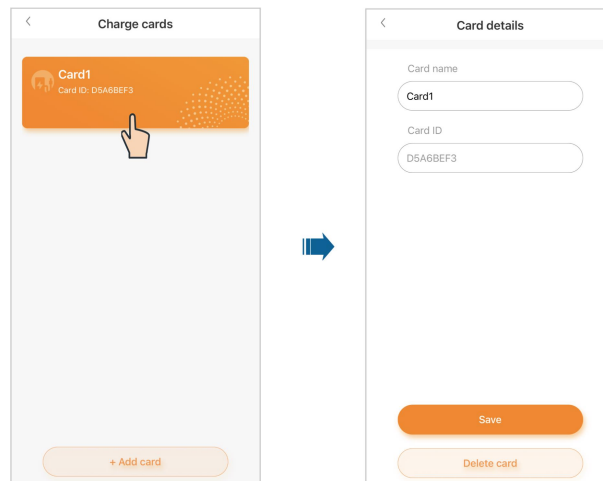 Charge cards
Card1
Card ID: D5A6BEF3
+ Add card
Card details
Card name
Card1
Card ID
D5A6BEF3
Save
Delete card